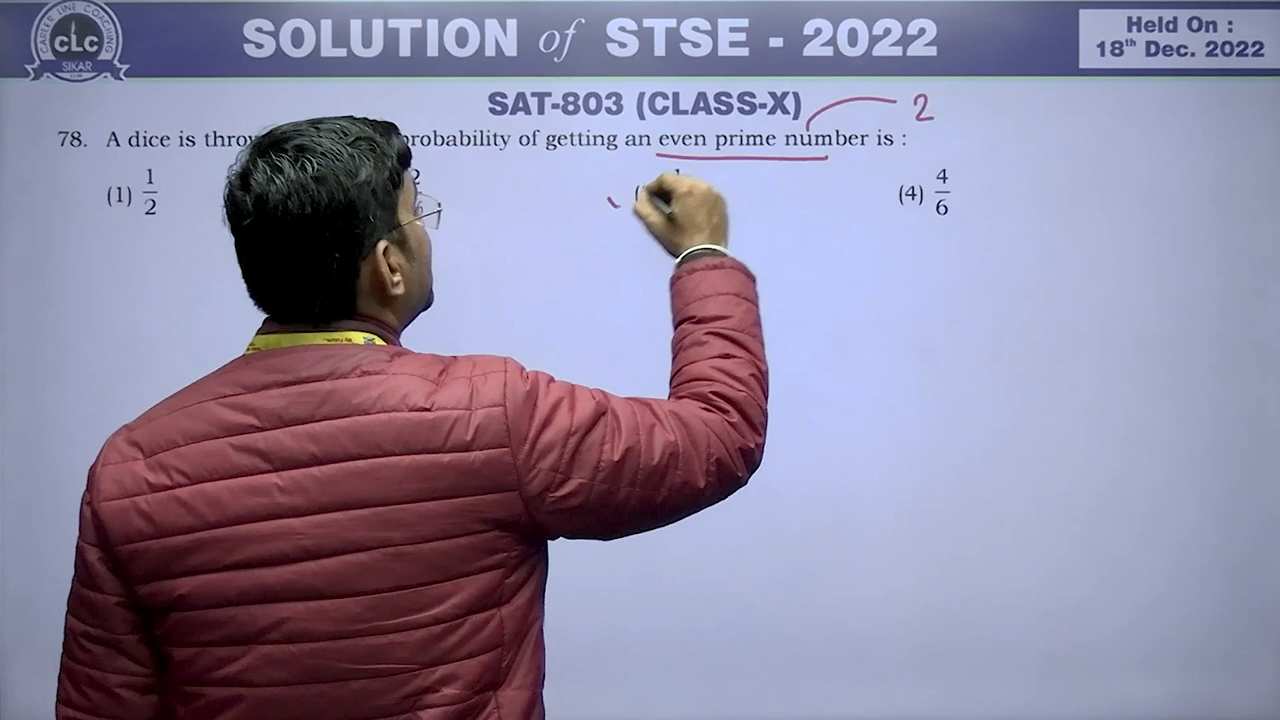 CAREER LINE COACHING
CLC
SIKAR
SOLUTION of STSE - 2022
Held On :
18th Dec. 2022
SAT-803 (CLASS-X)
2
78. A dice is probability of getting an even prime number is :
(1) 1/2
(4) 4/6